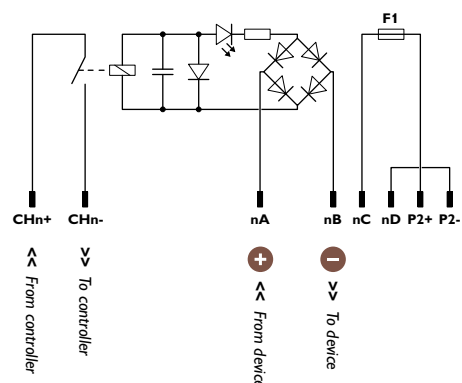 F1
CHn+ CHn- nA nB nC nD P2+ P2-
+ −
<< From controller
>> To controller
<< From device
>> To device